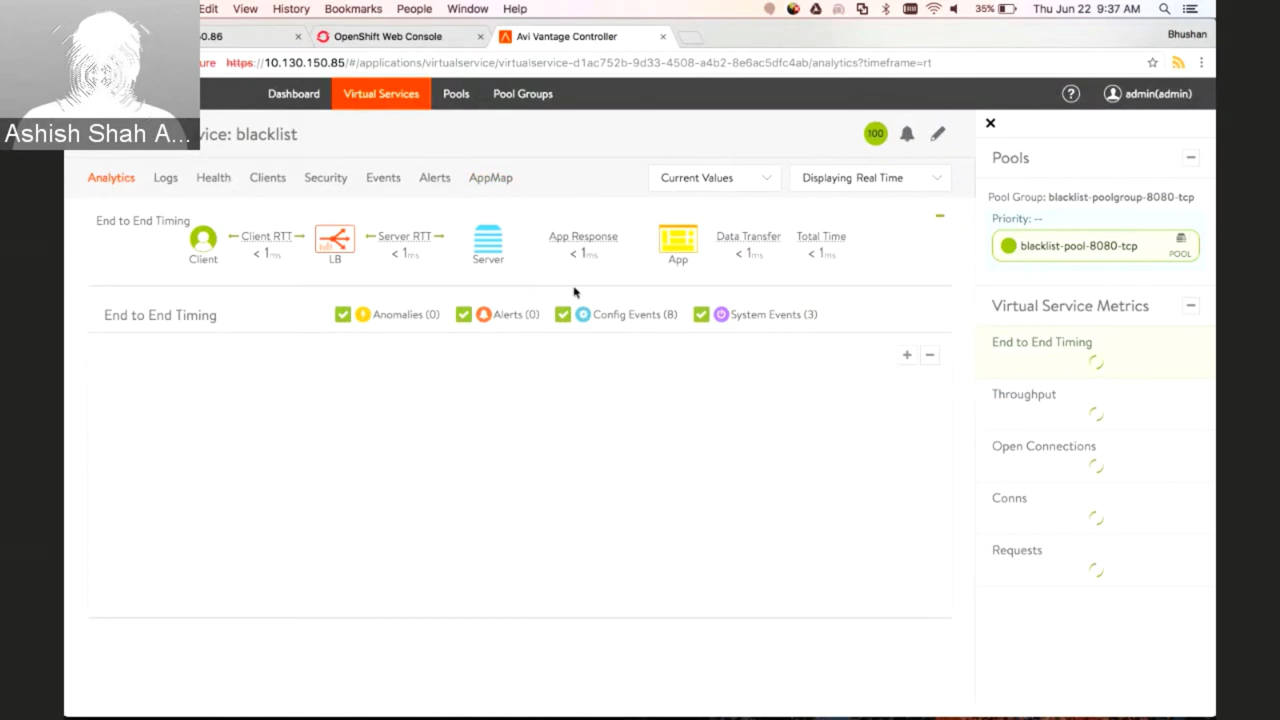 Edit View History Bookmarks People Window Help 35% Thu Jun 22 9:37 AM
0.86 OpenShift Web Console Avi Vantage Controller Bhushan
ure https://10.130.150.85/#/applications/virtualservice/virtualservice-d1ac752b-9d33-4508-a4b2-8e6ac5dfc4ab/analytics?timeframe=rt
Dashboard Virtual Services Pools Pool Groups ? admin(admin)
Ashish Shah A...
vice: blacklist 100
Analytics Logs Health Clients Security Events Alerts AppMap Current Values Displaying Real Time
End to End Timing
Client RTT Server RTT App Response Data Transfer Total Time
< 1ms < 1ms < 1ms < 1ms < 1ms
Client LB Server App
End to End Timing Anomalies (0) Alerts (0) Config Events (8) System Events (3)
+ −
Pools
Pool Group: blacklist-poolgroup-8080-tcp
Priority: --
blacklist-pool-8080-tcp
POOL
Virtual Service Metrics
End to End Timing
Throughput
Open Connections
Conns
Requests